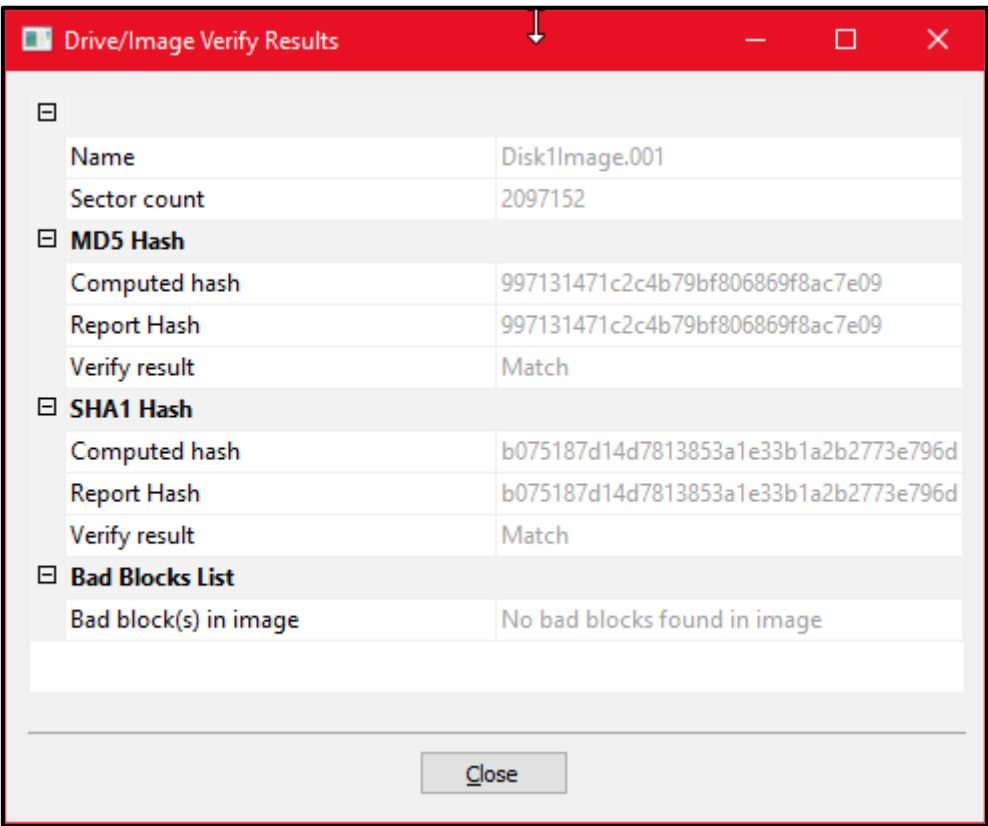 Drive/Image Verify Results
Name Disk1Image.001
Sector count 2097152
MD5 Hash
Computed hash 997131471c2c4b79bf806869f8ac7e09
Report Hash 997131471c2c4b79bf806869f8ac7e09
Verify result Match
SHA1 Hash
Computed hash b075187d14d7813853a1e33b1a2b2773e796d
Report Hash b075187d14d7813853a1e33b1a2b2773e796d
Verify result Match
Bad Blocks List
Bad block(s) in image No bad blocks found in image
Close